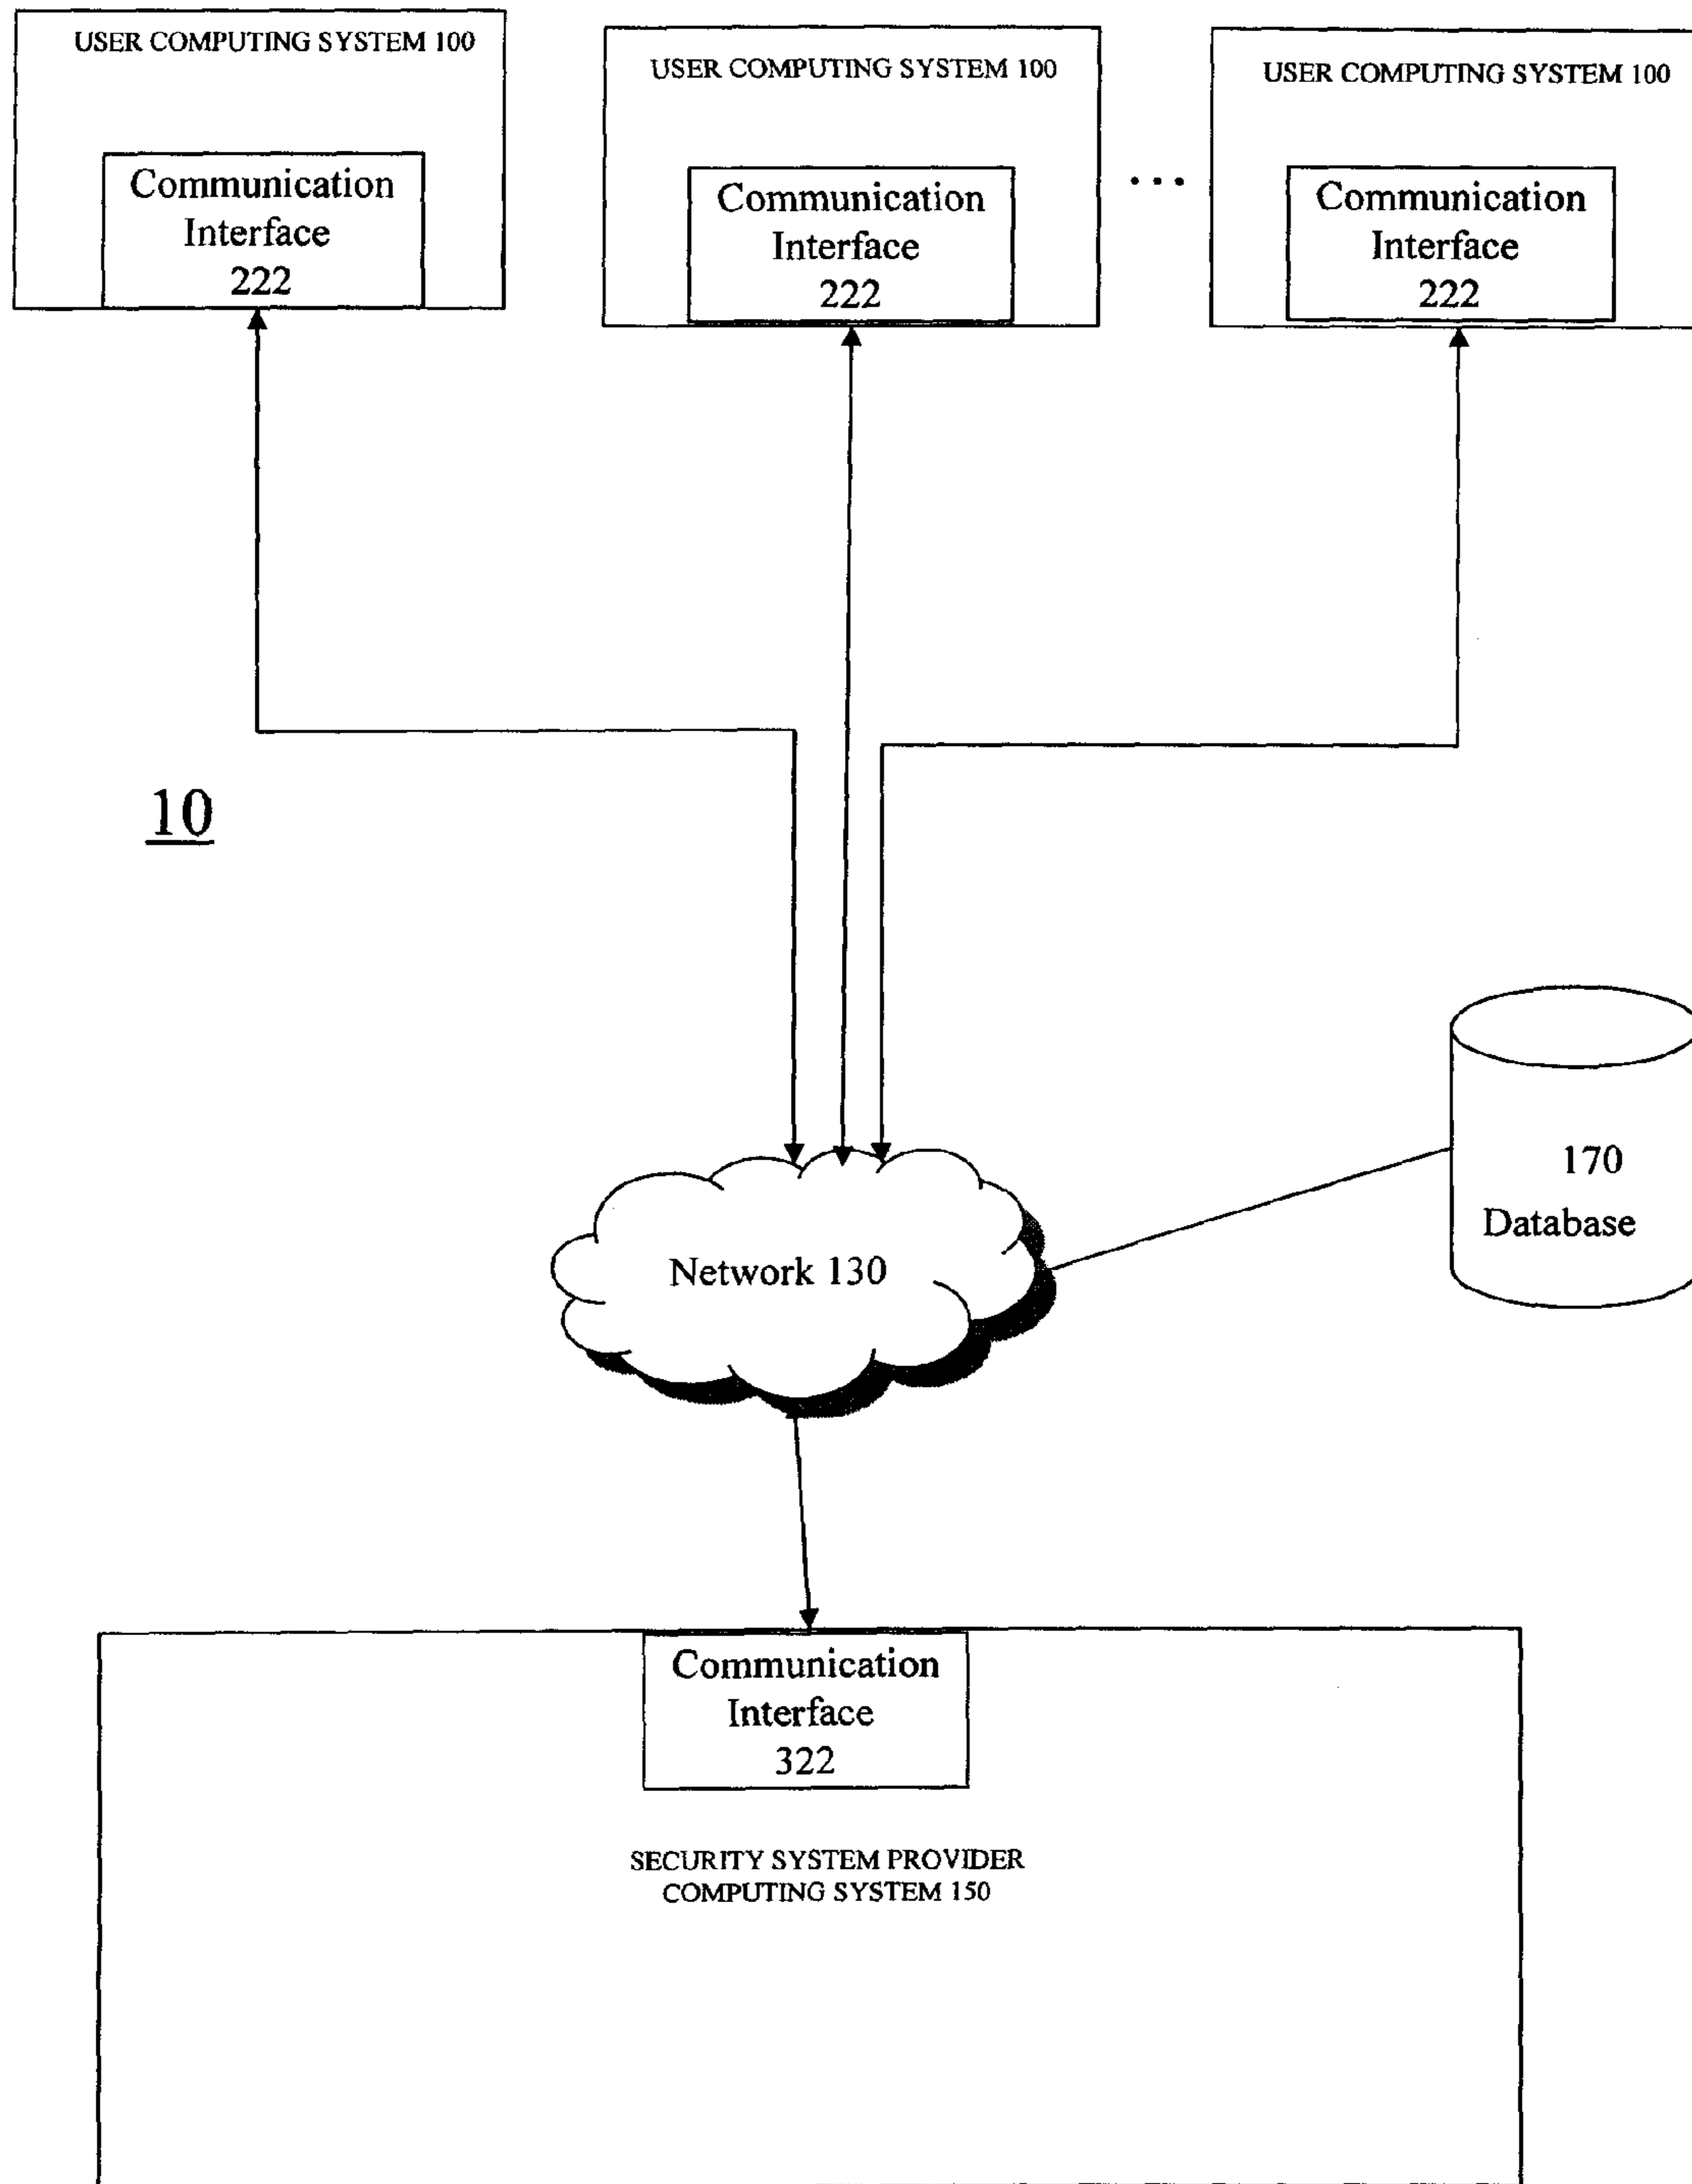 USER COMPUTING SYSTEM 100
Communication
Interface
222
USER COMPUTING SYSTEM 100
Communication
Interface
222
...
USER COMPUTING SYSTEM 100
Communication
Interface
222
10
170
Database
Network 130
Communication
Interface
322
SECURITY SYSTEM PROVIDER
COMPUTING SYSTEM 150